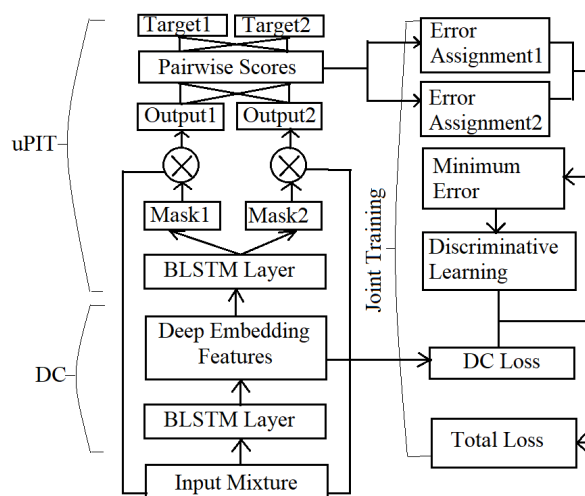 Target1
Target2
Pairwise Scores
Output1
Output2
Mask1
Mask2
BLSTM Layer
Deep Embedding
Features
BLSTM Layer
Input Mixture
uPIT
DC
Joint Training
Error
Assignment1
Error
Assignment2
Minimum
Error
Discriminative
Learning
DC Loss
Total Loss